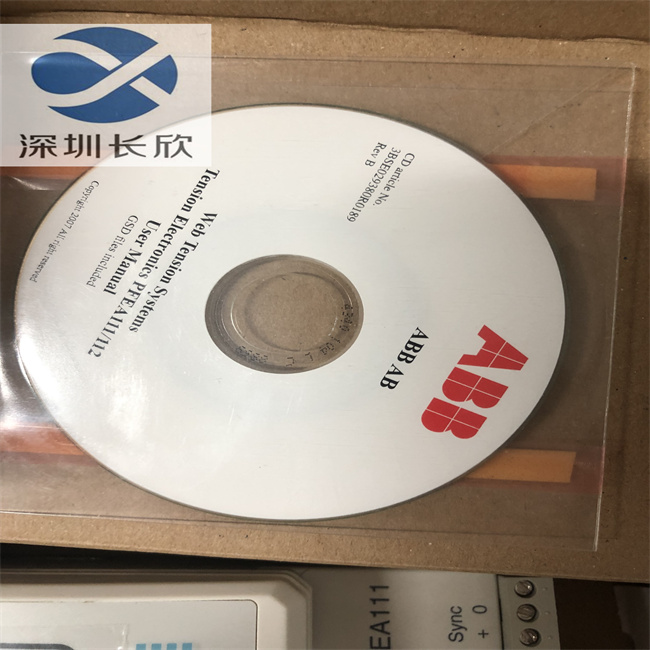 深圳长欣
CD article No.
3BSE029380R0189
Rev B
ABB
ABB AB
Web Tension Systems
Tension Electronics PFEA111/112
User Manual
GSD files included
Copyright 2007 All right reserved
EA111
Sync
+ 0